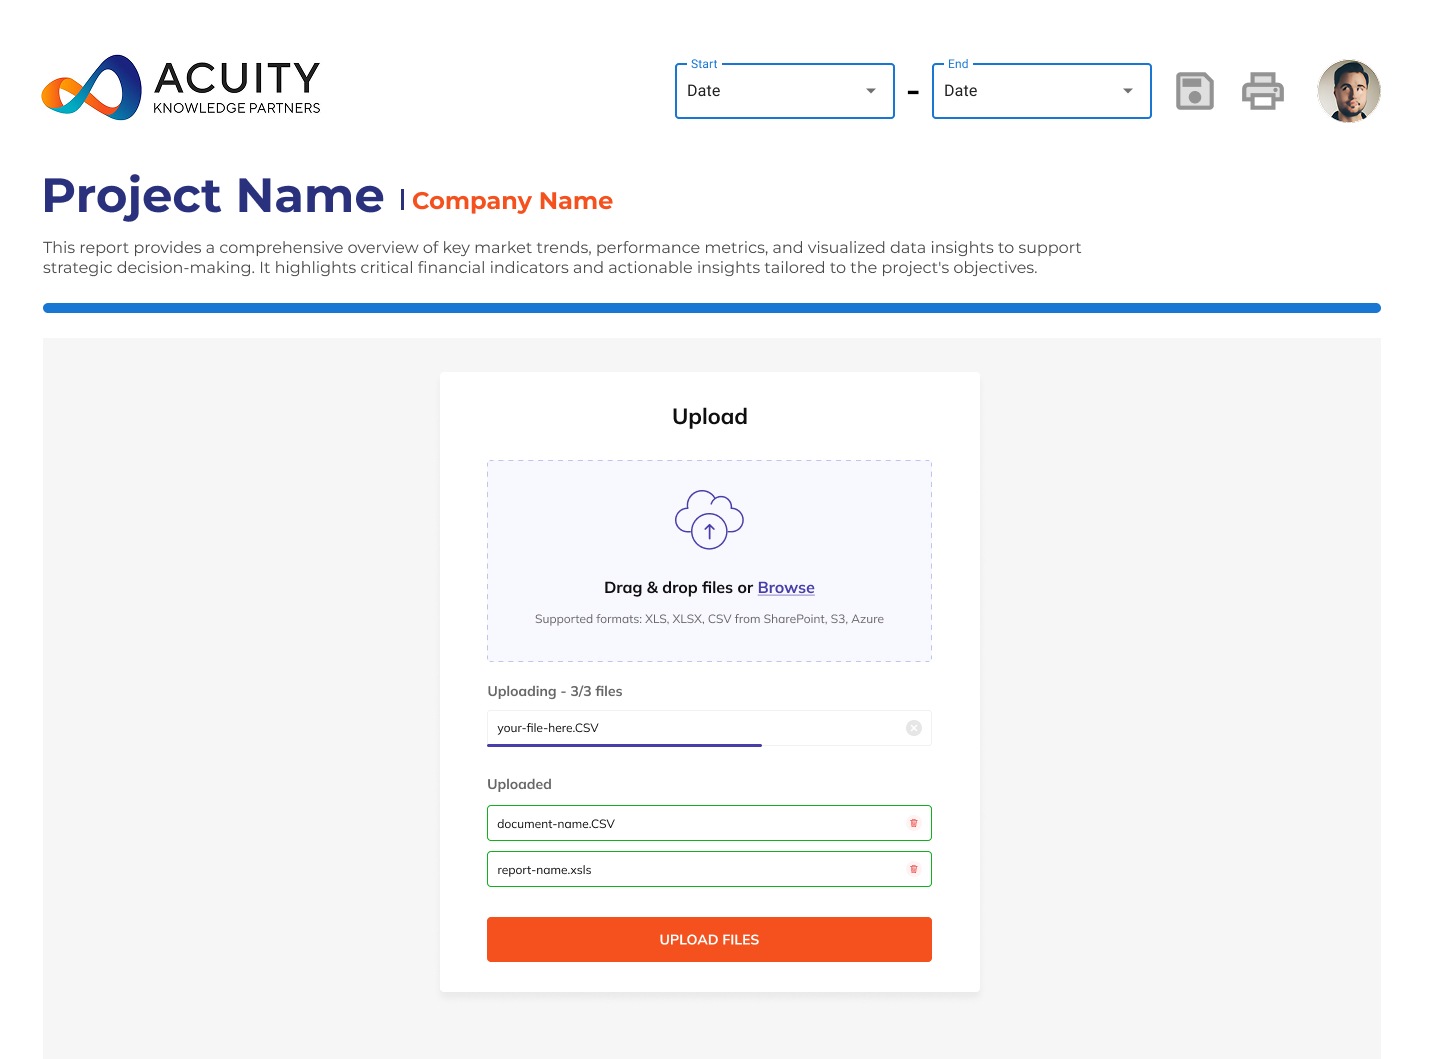 ACUITY
KNOWLEDGE PARTNERS
Start
Date
-
End
Date
Project Name | Company Name
This report provides a comprehensive overview of key market trends, performance metrics, and visualized data insights to support
strategic decision-making. It highlights critical financial indicators and actionable insights tailored to the project's objectives.
Upload
Drag & drop files or Browse
Supported formats: XLS, XLSX, CSV from SharePoint, S3, Azure
Uploading - 3/3 files
your-file-here.CSV
Uploaded
document-name.CSV
report-name.xsls
UPLOAD FILES